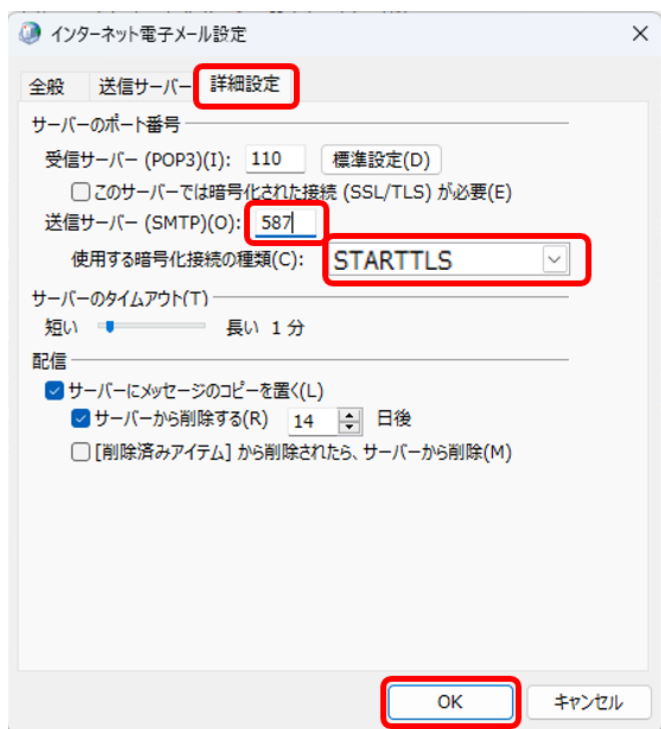 インターネット電子メール設定
全般 送信サーバー 詳細設定
サーバーのポート番号
受信サーバー (POP3)(I): 110 標準設定(D)
このサーバーでは暗号化された接続 (SSL/TLS) が必要(E)
送信サーバー (SMTP)(O): 587
使用する暗号化接続の種類(C): STARTTLS
サーバーのタイムアウト(T)
短い 長い 1 分
配信
サーバーにメッセージのコピーを置く(L)
サーバーから削除する(R) 14 日後
[削除済みアイテム] から削除されたら、サーバーから削除(M)
OK キャンセル